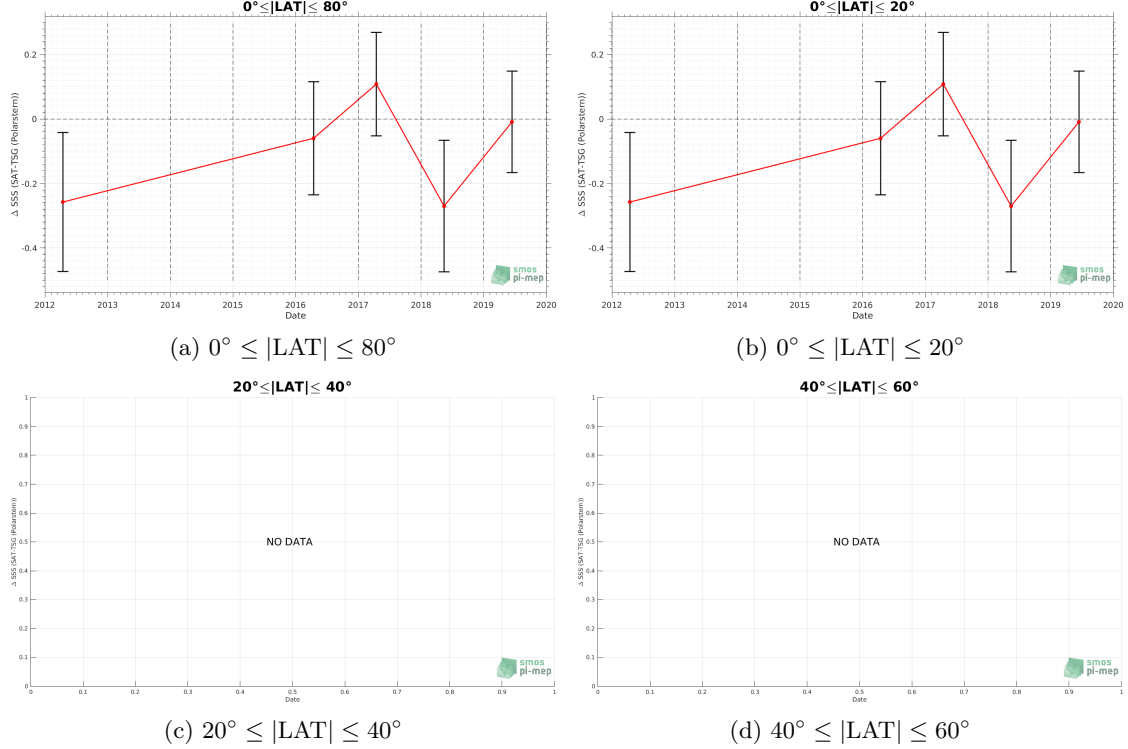 0°≤|LAT|≤ 80°
Δ SSS (SAT-TSG (Polarstern))
0.2
0
-0.2
-0.4
2012 2013 2014 2015 2016 2017 2018 2019 2020
Date
smos
pi-mep
(a) 0° ≤ |LAT| ≤ 80°
0°≤|LAT|≤ 20°
Δ SSS (SAT-TSG (Polarstern))
0.2
0
-0.2
-0.4
2012 2013 2014 2015 2016 2017 2018 2019 2020
Date
smos
pi-mep
(b) 0° ≤ |LAT| ≤ 20°
20°≤|LAT|≤ 40°
Δ SSS (SAT-TSG (Polarstern))
1
0.9
0.8
0.7
0.6
0.5
0.4
0.3
0.2
0.1
0
NO DATA
0 0.1 0.2 0.3 0.4 0.5 0.6 0.7 0.8 0.9 1
Date
smos
pi-mep
(c) 20° ≤ |LAT| ≤ 40°
40°≤|LAT|≤ 60°
Δ SSS (SAT-TSG (Polarstern))
1
0.9
0.8
0.7
0.6
0.5
0.4
0.3
0.2
0.1
0
NO DATA
0 0.1 0.2 0.3 0.4 0.5 0.6 0.7 0.8 0.9 1
Date
smos
pi-mep
(d) 40° ≤ |LAT| ≤ 60°